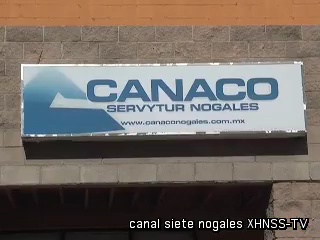 CANACO
SERVYTUR NOGALES
www.canaconogales.com.mx
canal siete nogales XHNSS-TV